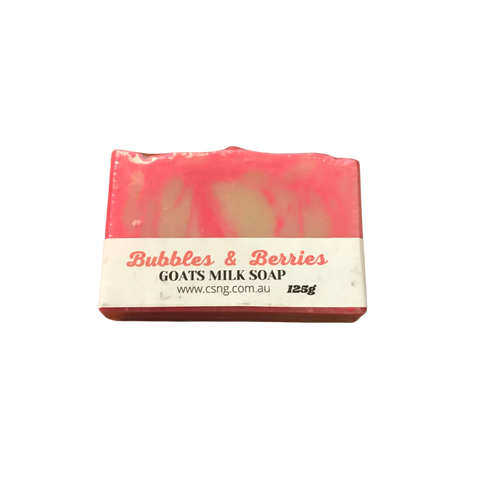 Bubbles & Berries
GOATS MILK SOAP
www.csng.com.au
125g